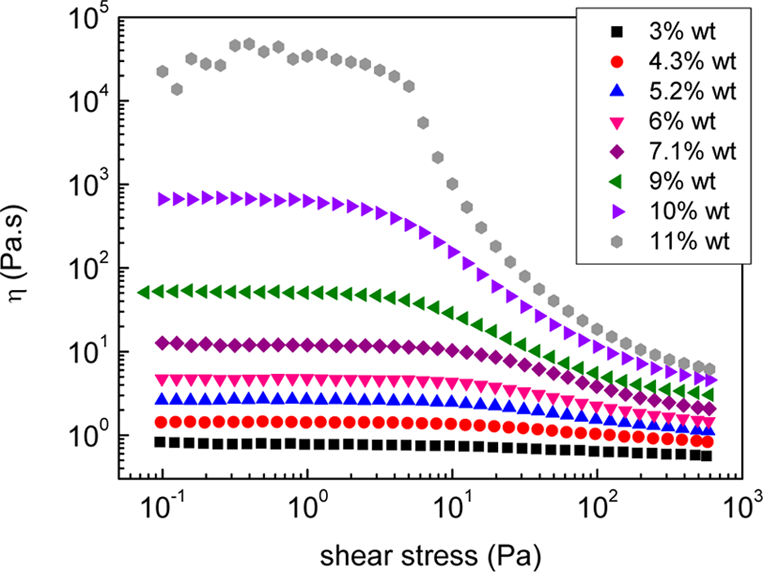 10^5
10^4
10^3
10^2
10^1
10^0
η (Pa.s)
3% wt
4.3% wt
5.2% wt
6% wt
7.1% wt
9% wt
10% wt
11% wt
10^-1 10^0 10^1 10^2 10^3
shear stress (Pa)